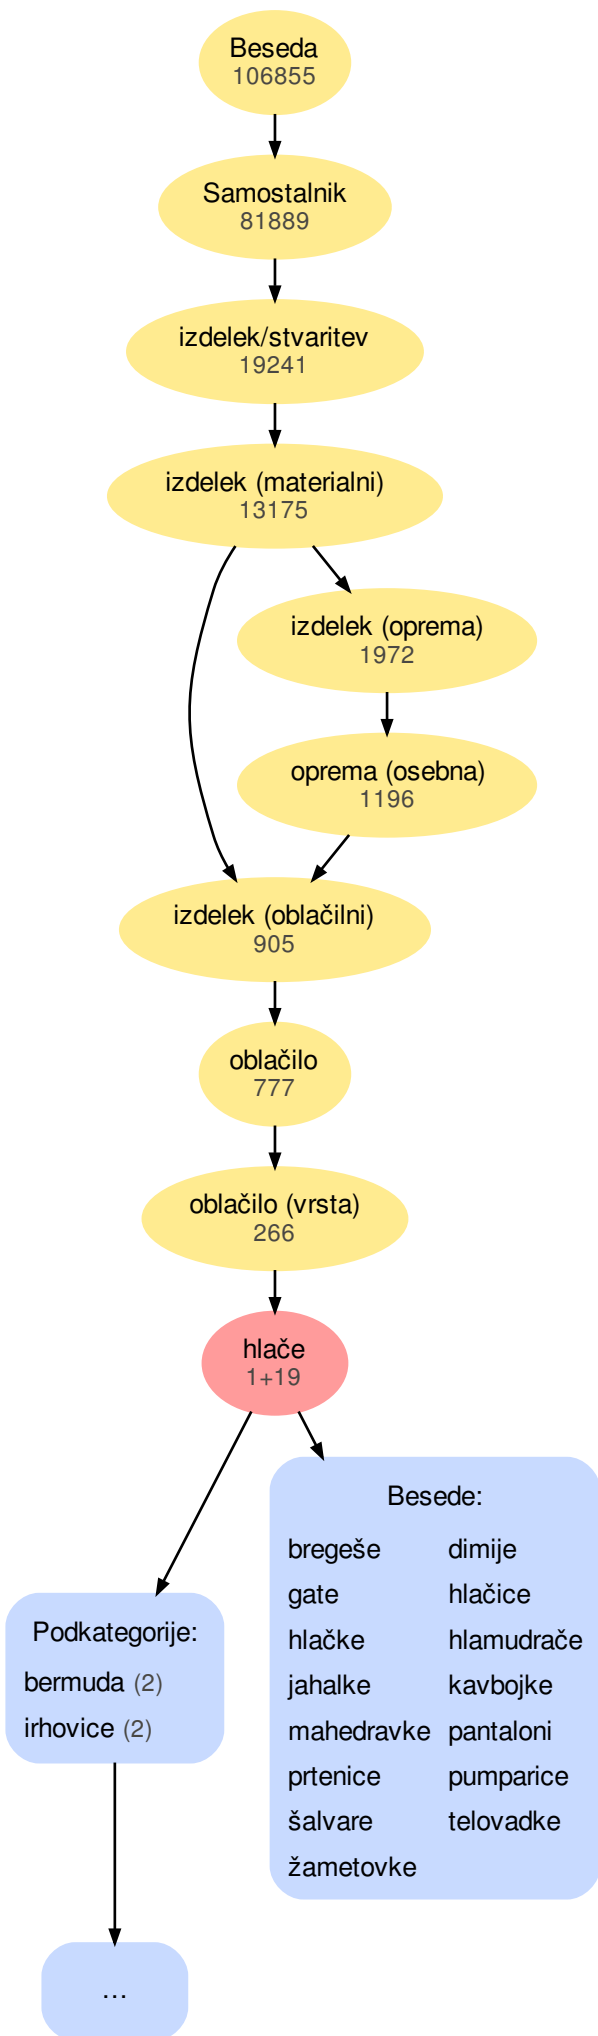 Beseda
106855
Samostalnik
81889
izdelek/stvaritev
19241
izdelek (materialni)
13175
izdelek (oprema)
1972
oprema (osebna)
1196
izdelek (oblačilni)
905
oblačilo
777
oblačilo (vrsta)
266
hlače
1+19
Besede:
bregeše dimije
gate hlačice
hlačke hlamudrače
jahalke kavbojke
mahedravke pantaloni
prtenice pumparice
šalvare telovadke
žametovke
Podkategorije:
bermuda (2)
irhovice (2)
...